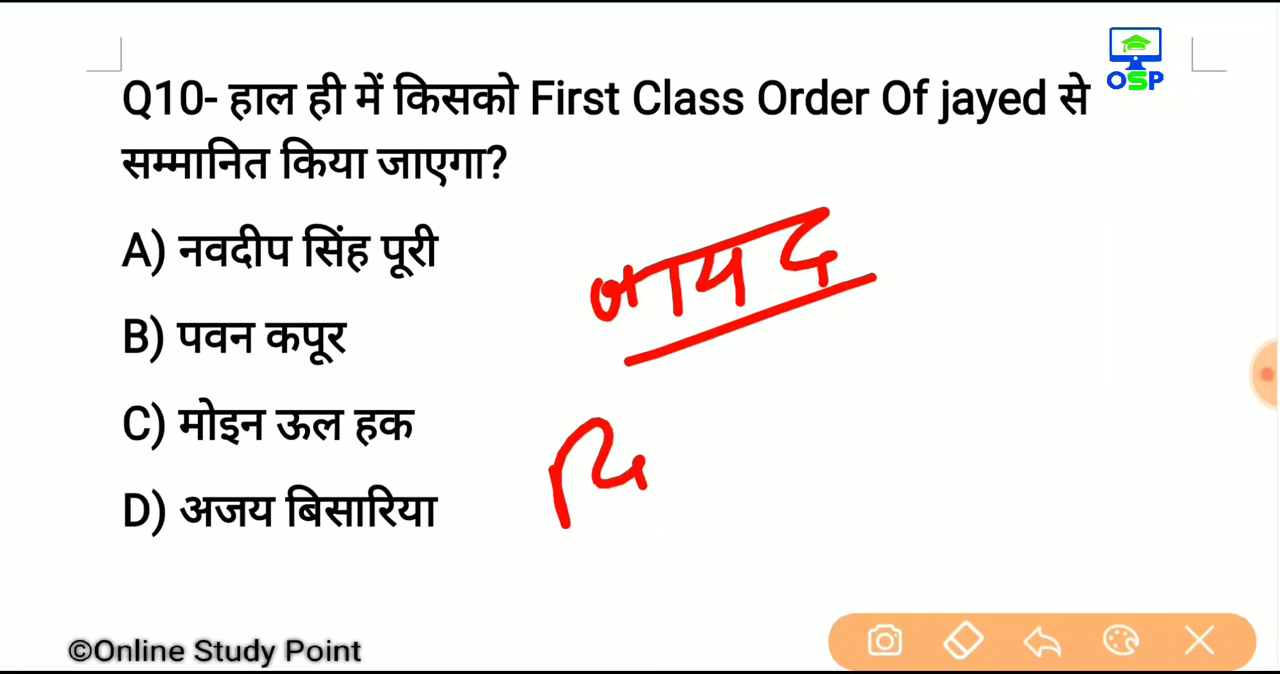 OSP
Q10- हाल ही में किसको First Class Order Of jayed से
सम्मानित किया जाएगा?
A) नवदीप सिंह पूरी
जायद
B) पवन कपूर
C) मोइन ऊल हक
D) अजय बिसारिया
©Online Study Point